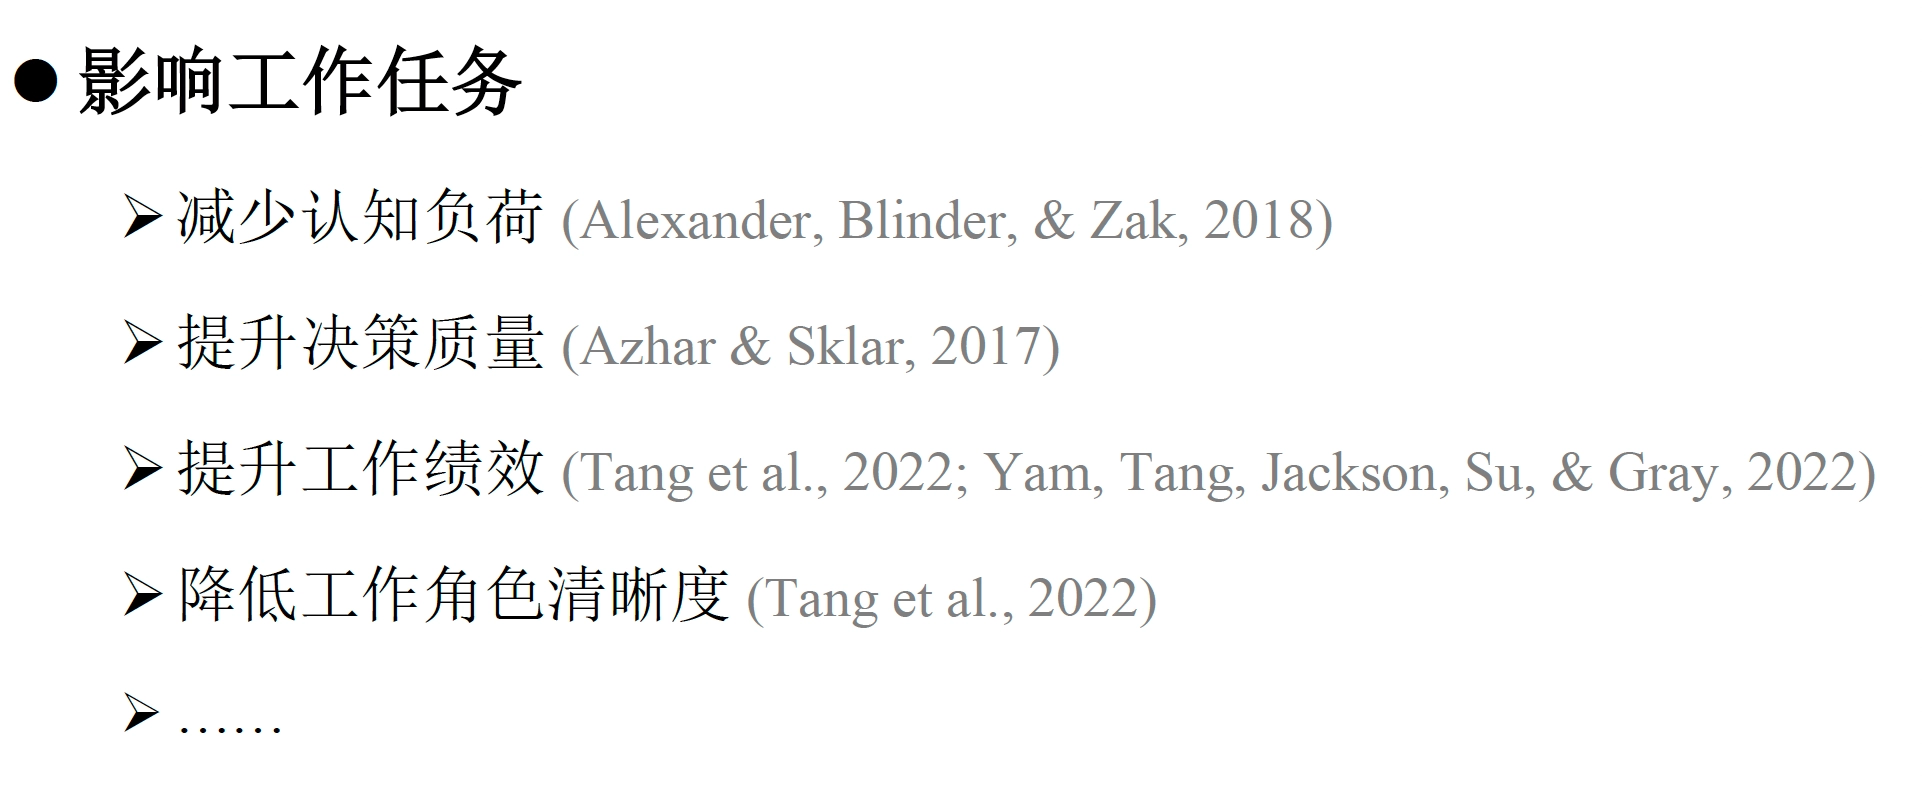 ● 影响工作任务
➢ 减少认知负荷 (Alexander, Blinder, & Zak, 2018)
➢ 提升决策质量 (Azhar & Sklar, 2017)
➢ 提升工作绩效 (Tang et al., 2022; Yam, Tang, Jackson, Su, & Gray, 2022)
➢ 降低工作角色清晰度 (Tang et al., 2022)
➢ ……